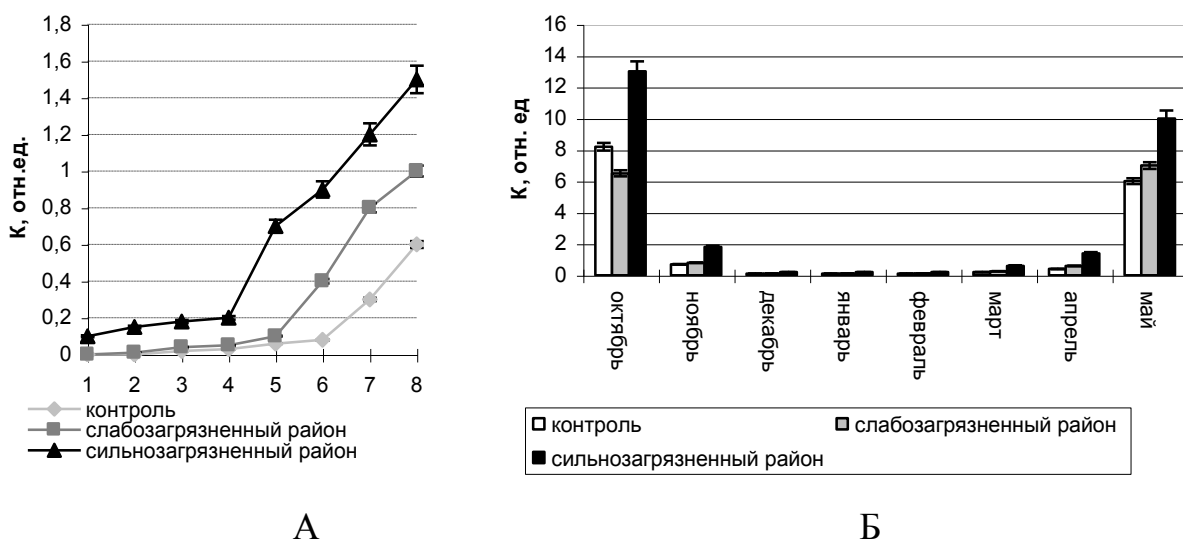 1,8
1,6
1,4
1,2
1
0,8
0,6
0,4
0,2
0
К, отн.ед.
1 2 3 4 5 6 7 8
контроль
слабозагрязненный район
сильнозагрязненный район
А
16
14
12
10
8
6
4
2
0
К, отн. ед
октябрь
ноябрь
декабрь
январь
февраль
март
апрель
май
контроль
слабозагрязненный район
сильнозагрязненный район
Б